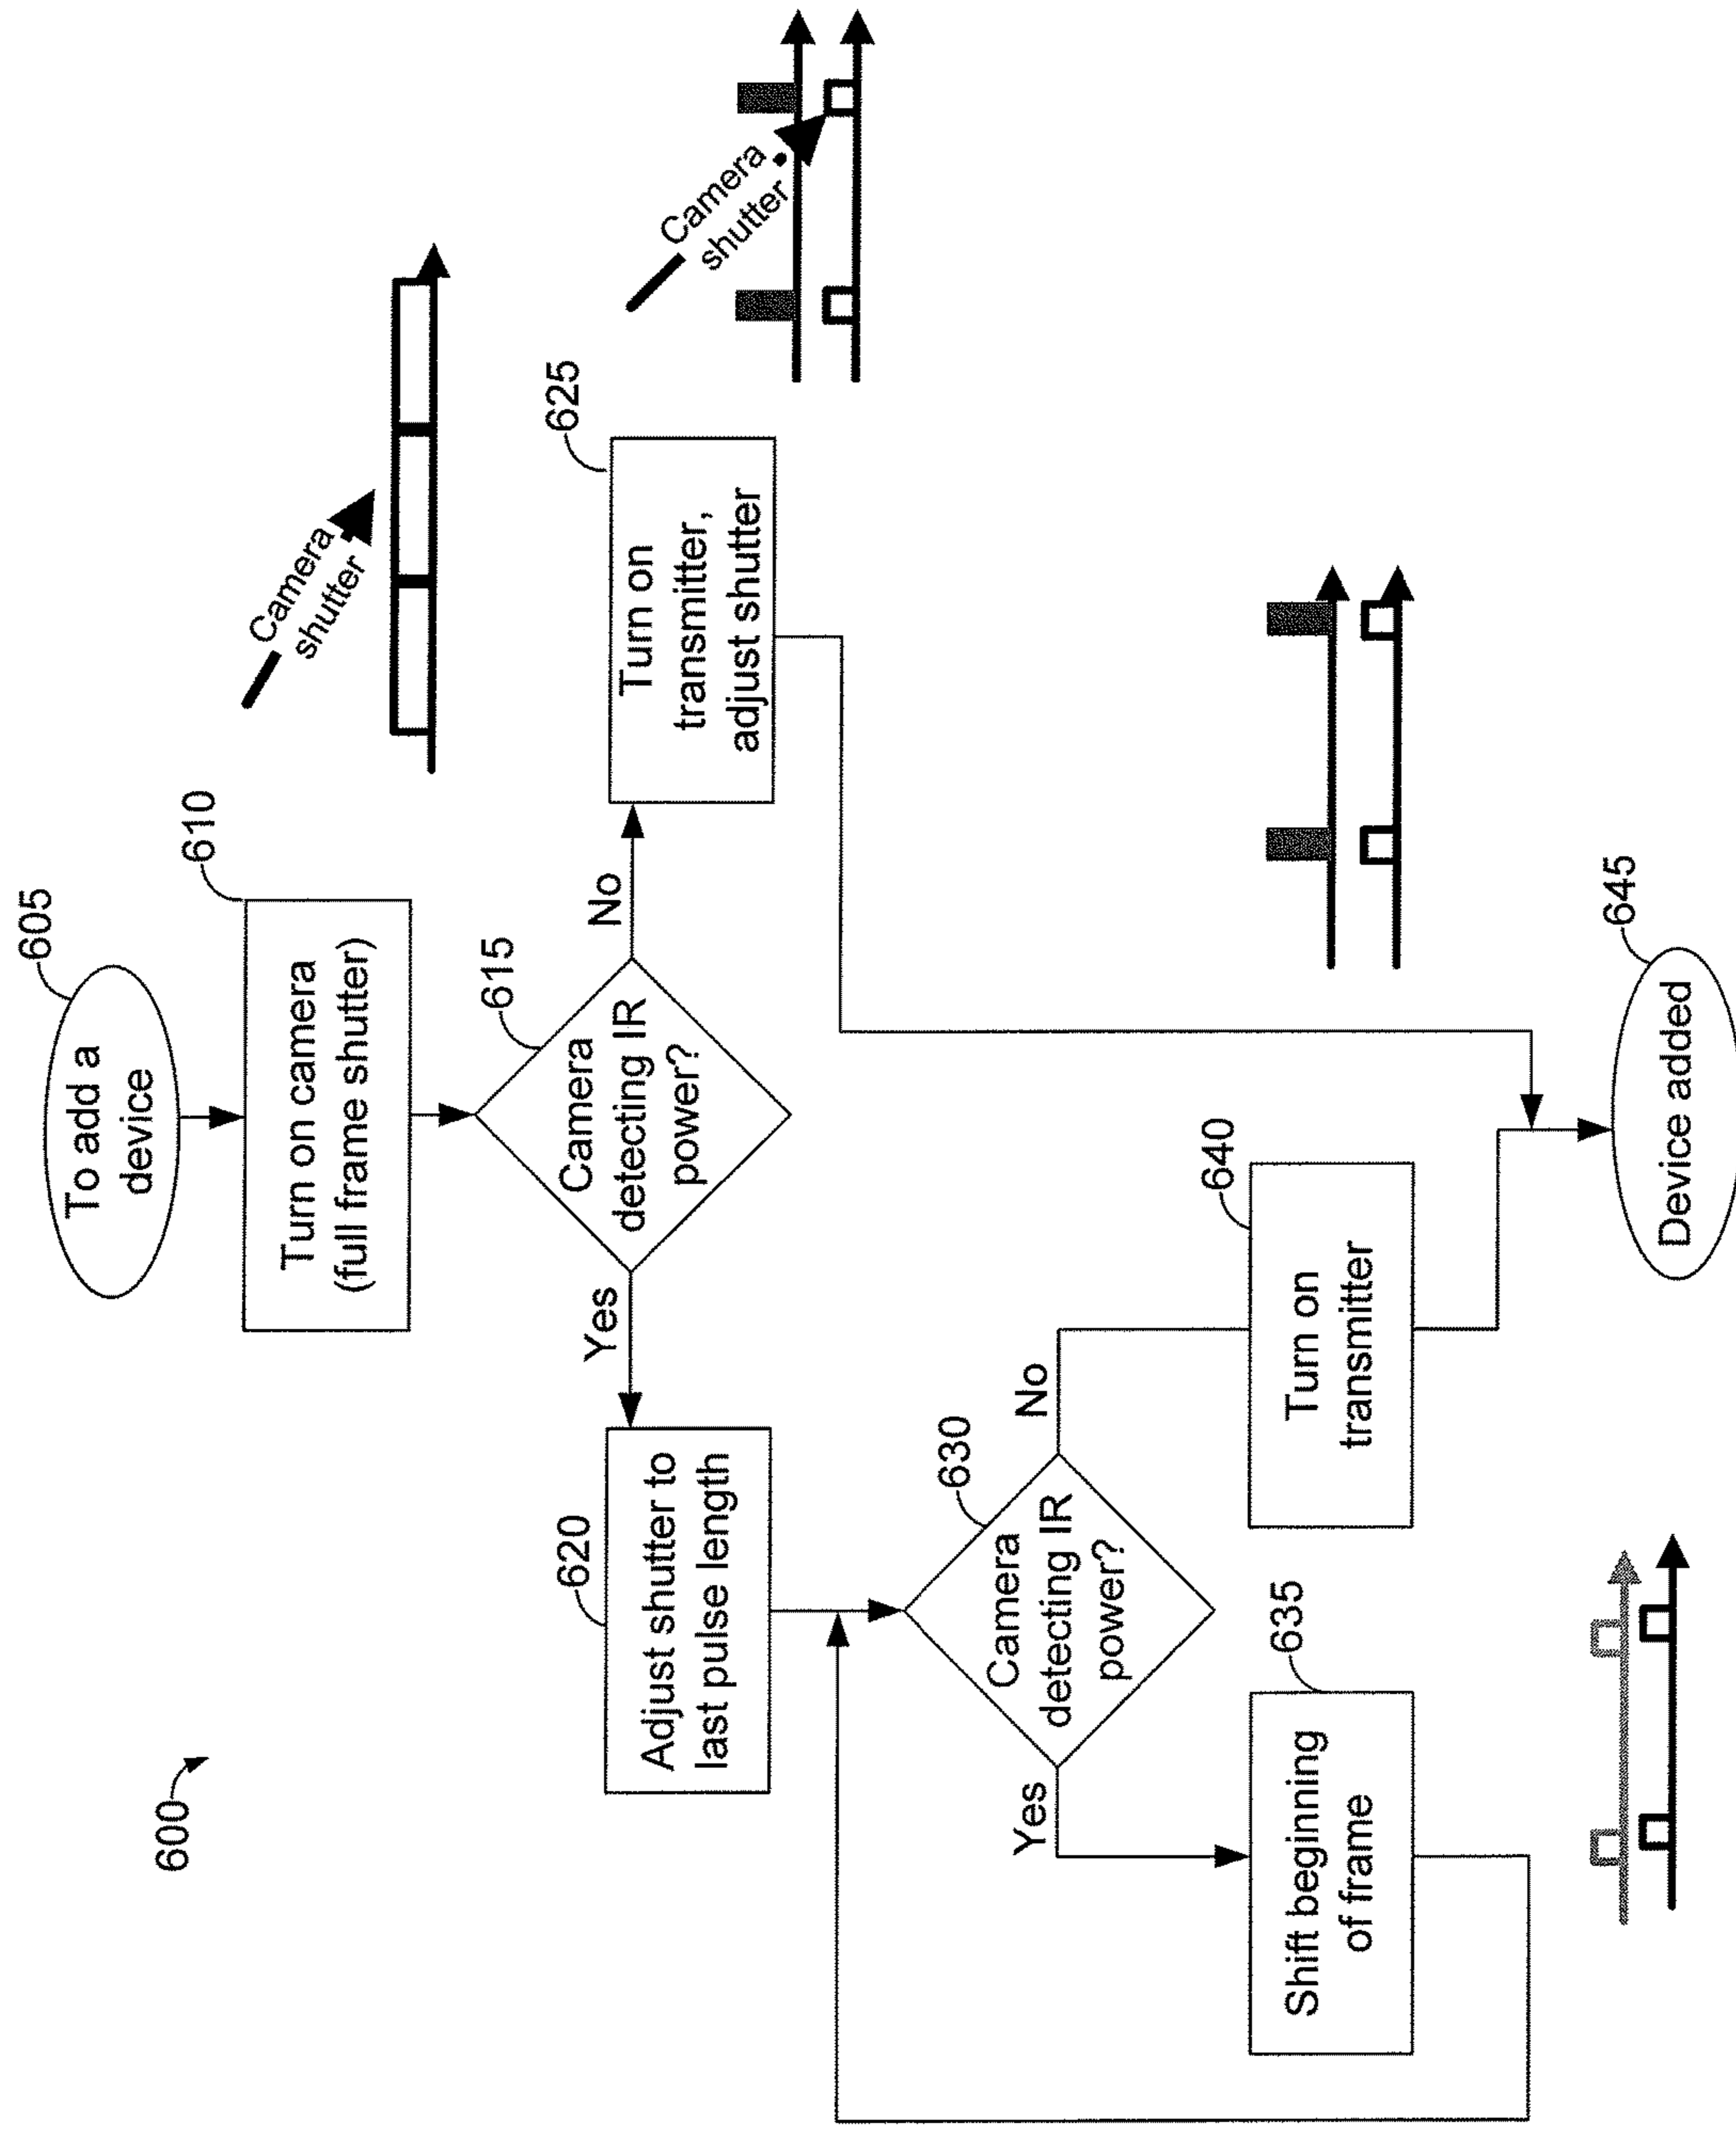 600
605
To add a
device
610
Turn on camera
(full frame shutter)
Camera
shutter
615
Camera
detecting IR
power?
Yes
No
620
Adjust shutter to
last pulse length
625
Turn on
transmitter,
adjust shutter
Camera
shutter
630
Camera
detecting IR
power?
Yes
No
635
Shift beginning
of frame
640
Turn on
transmitter
645
Device added